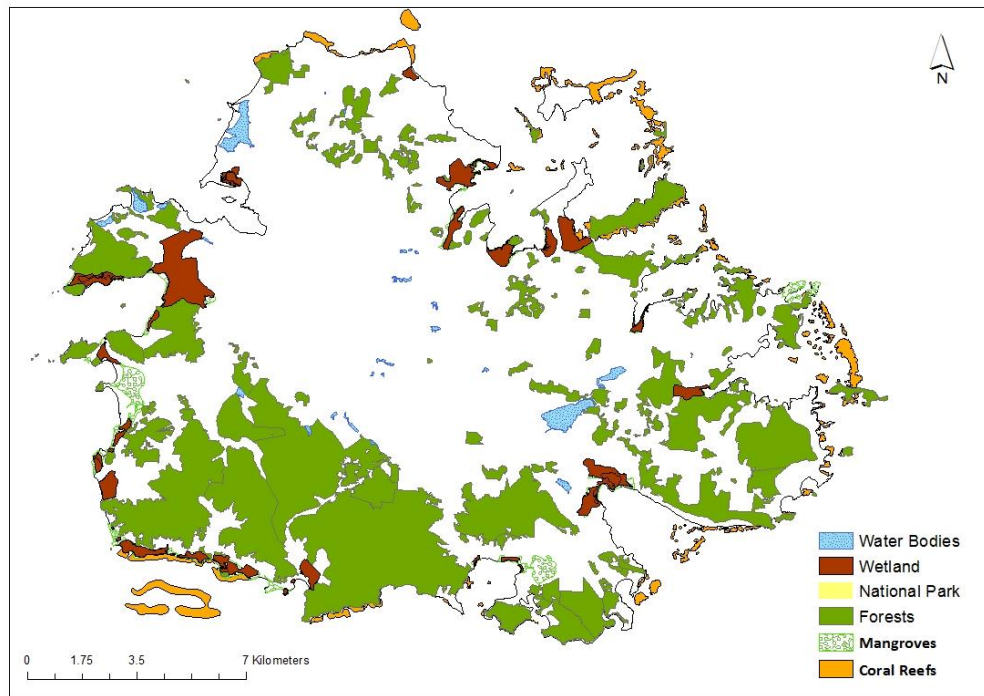 N
Water Bodies
Wetland
National Park
Forests
Mangroves
Coral Reefs
0 1.75 3.5 7 Kilometers